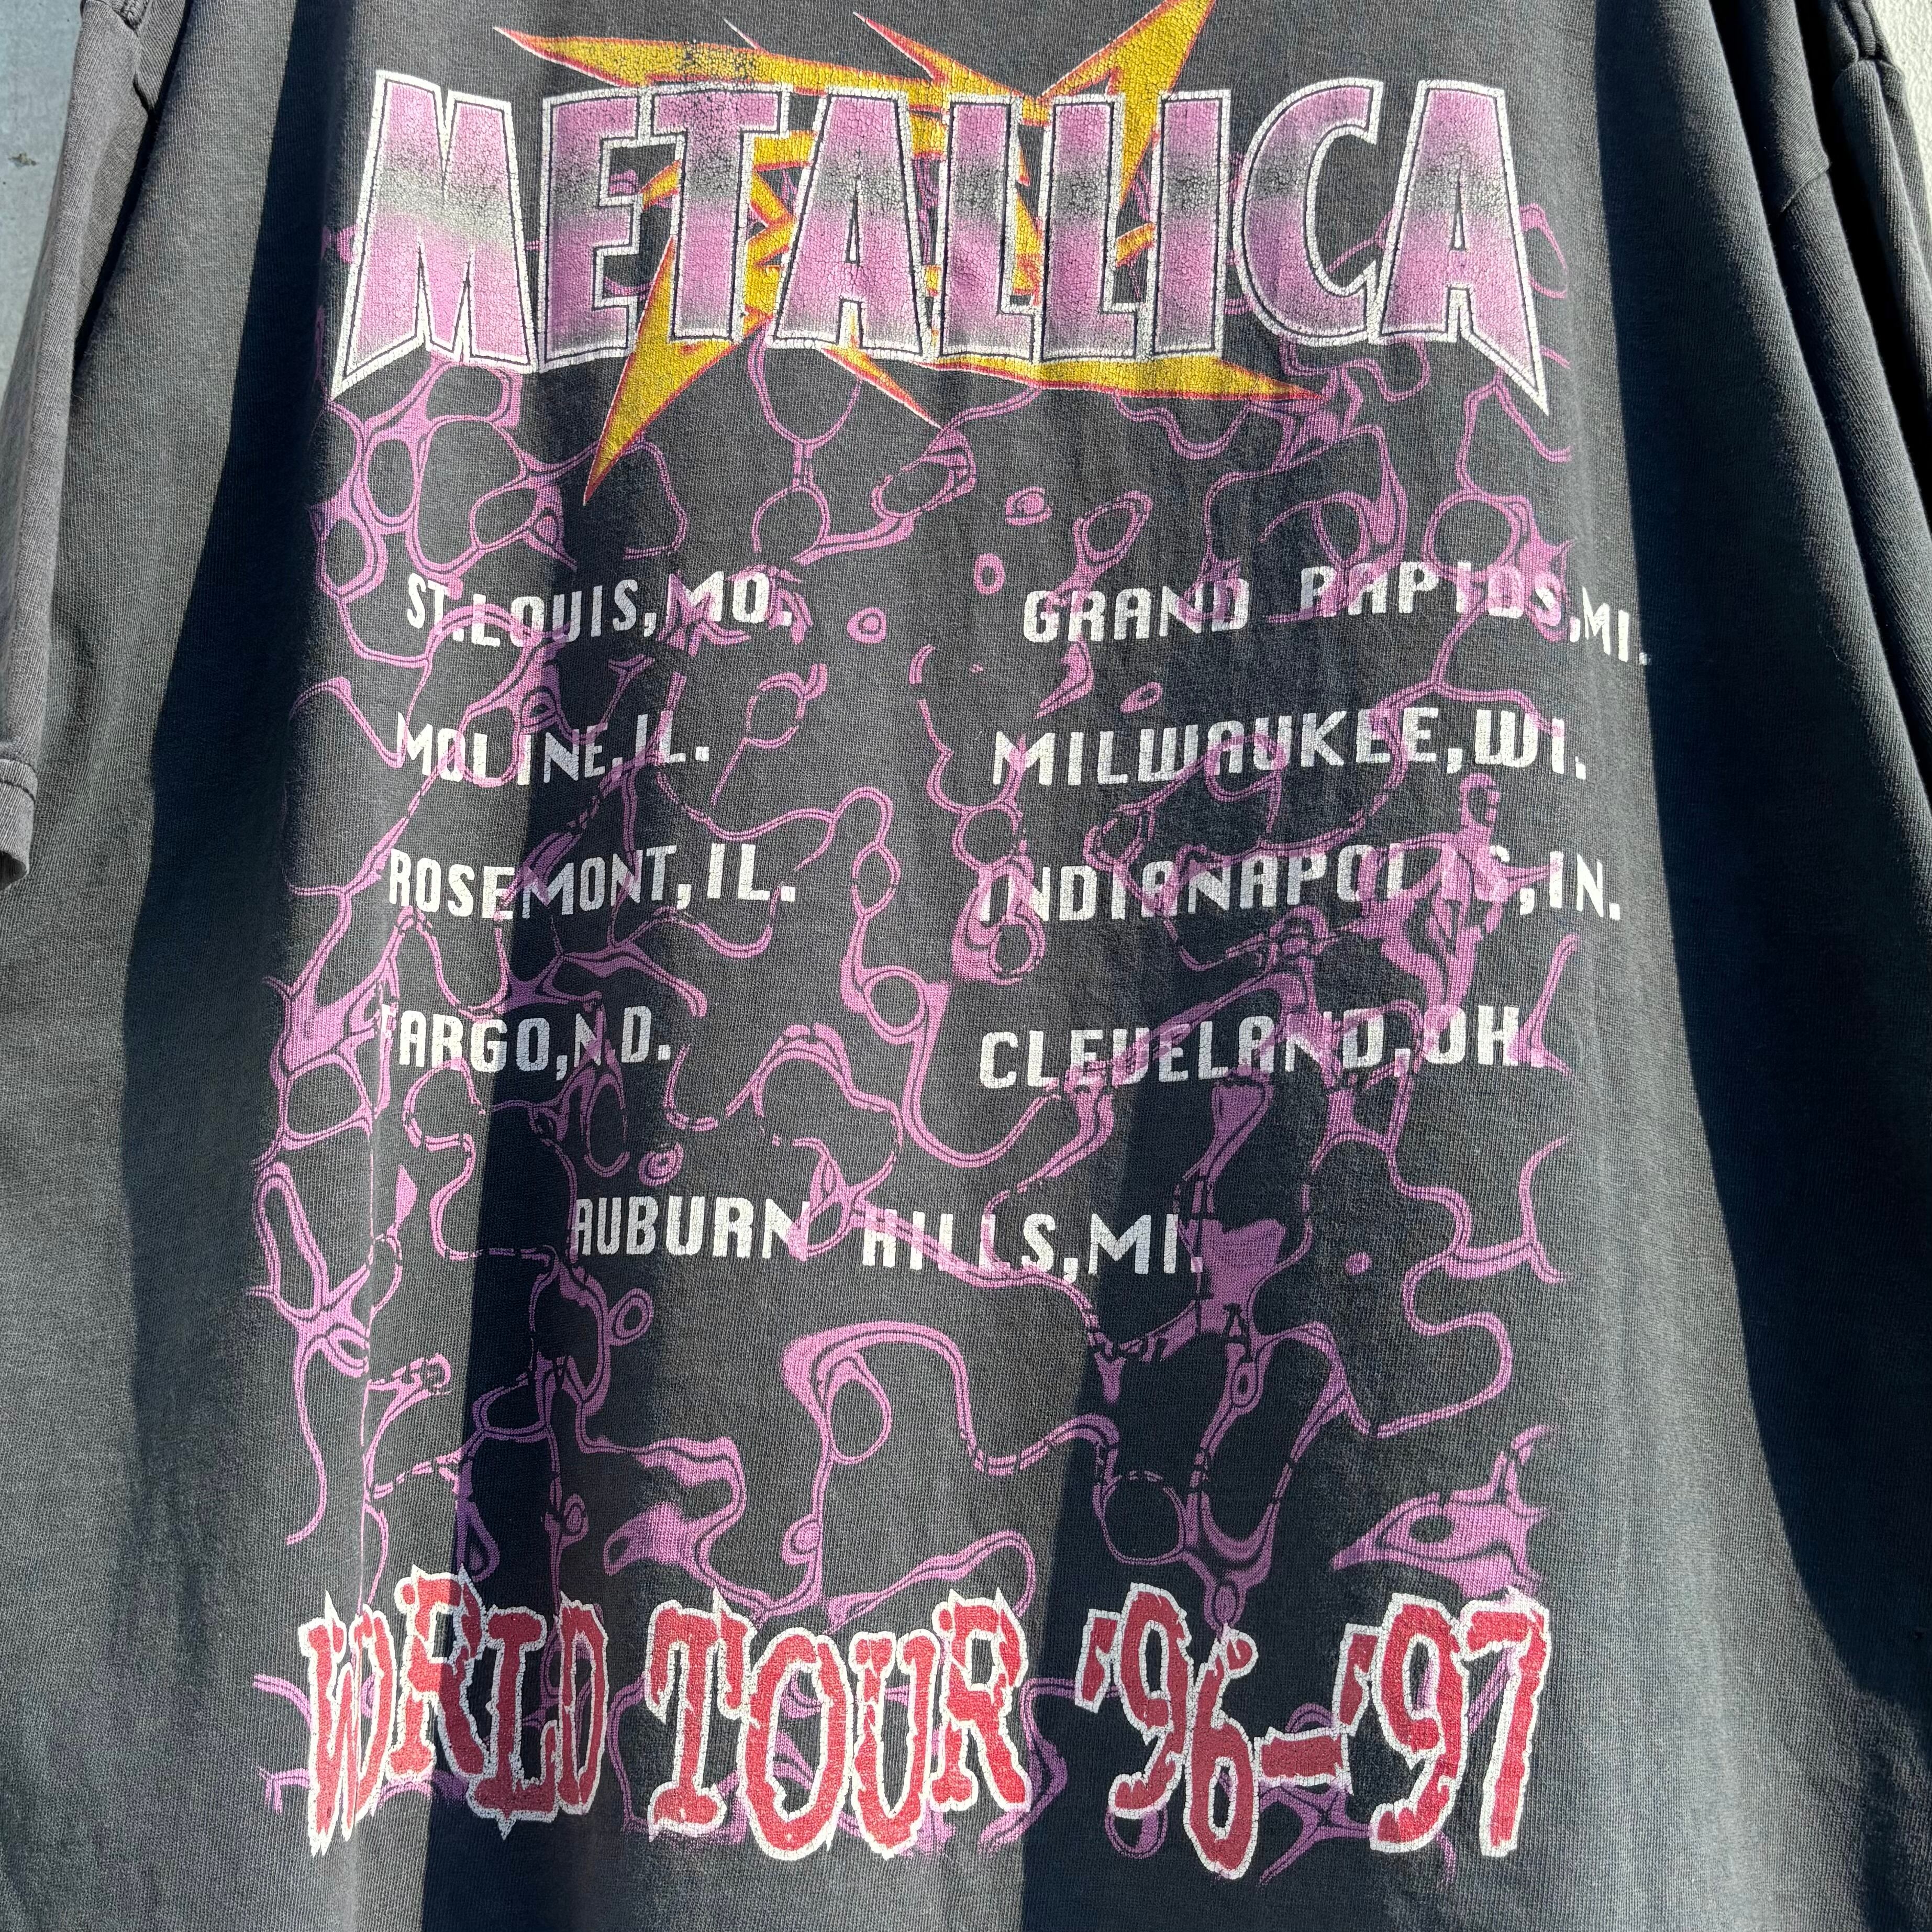 METALLICA
ST.LOUIS,MO. GRAND RAPIDS,MI.
MOLINE,IL. MILWAUKEE,WI.
ROSEMONT,IL. INDIANAPOLIS,IN.
FARGO,N.D. CLEVELAND,OH.
AUBURN HILLS,MI.
WORLD TOUR '96-'97